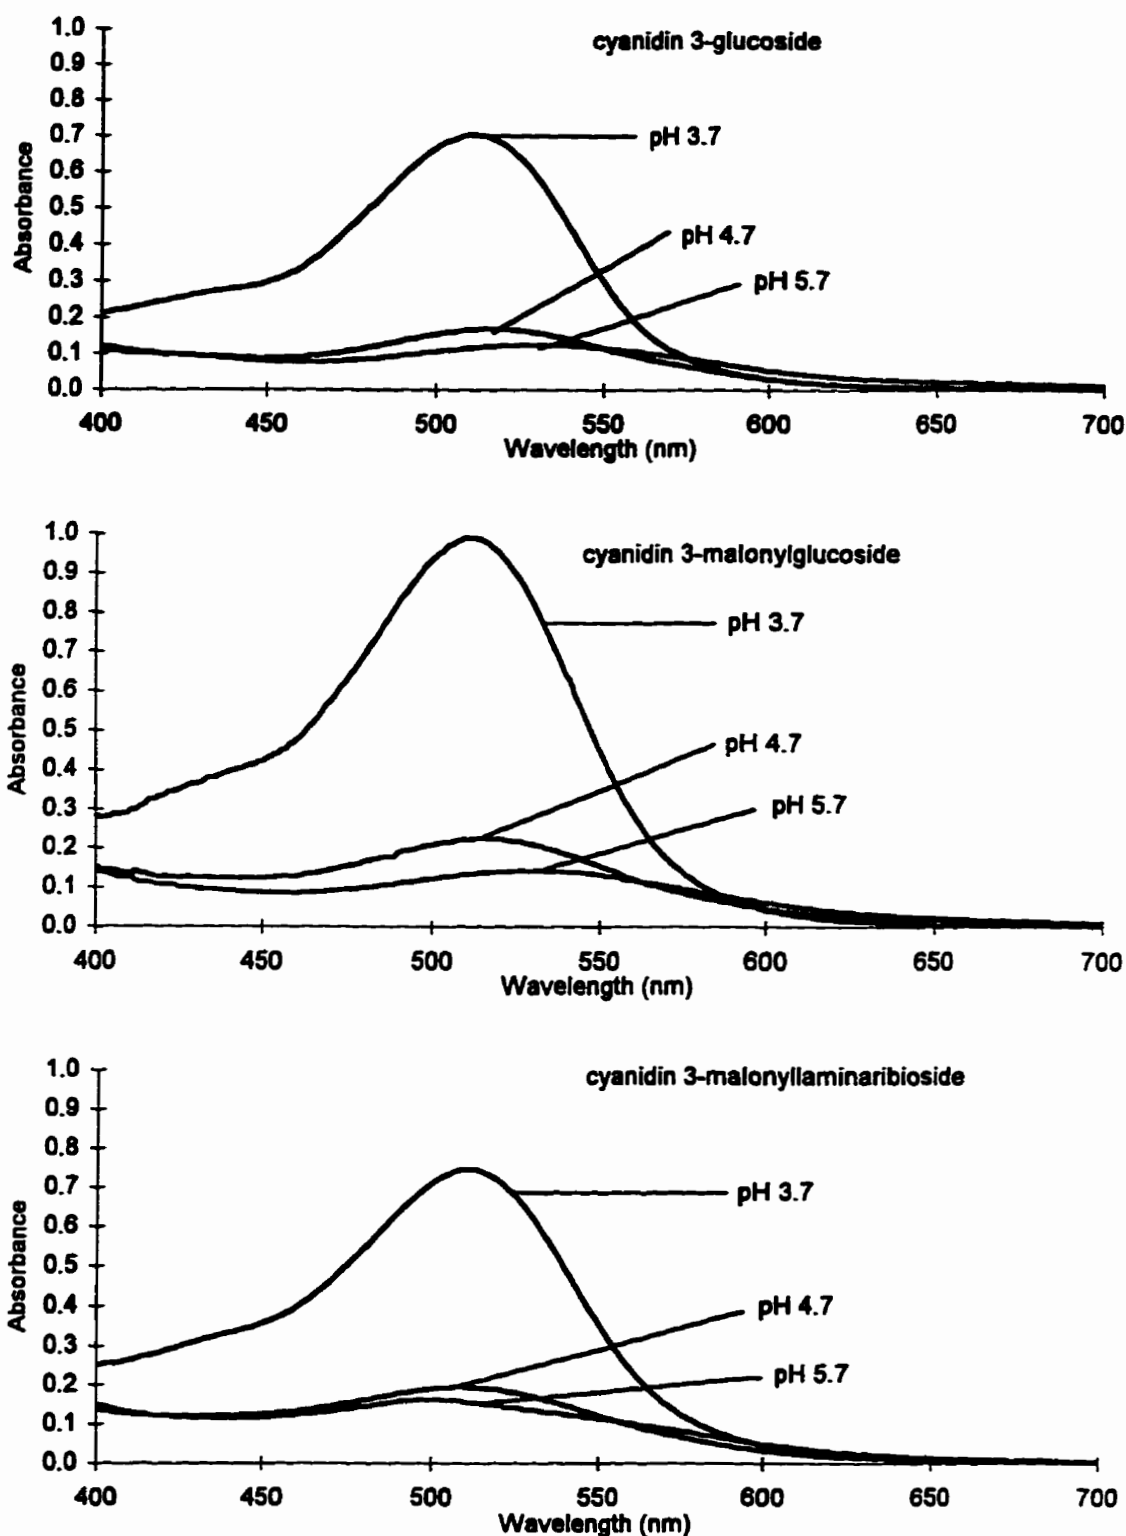 cyanidin 3-glucoside
1.0
0.9
0.8
0.7
0.6
0.5
0.4
0.3
0.2
0.1
0.0
Absorbance
pH 3.7
pH 4.7
pH 5.7
400 450 500 550 600 650 700
Wavelength (nm)
cyanidin 3-malonylglucoside
1.0
0.9
0.8
0.7
0.6
0.5
0.4
0.3
0.2
0.1
0.0
Absorbance
pH 3.7
pH 4.7
pH 5.7
400 450 500 550 600 650 700
Wavelength (nm)
cyanidin 3-malonyllaminaribioside
1.0
0.9
0.8
0.7
0.6
0.5
0.4
0.3
0.2
0.1
0.0
Absorbance
pH 3.7
pH 4.7
pH 5.7
400 450 500 550 600 650 700
Wavelength (nm)